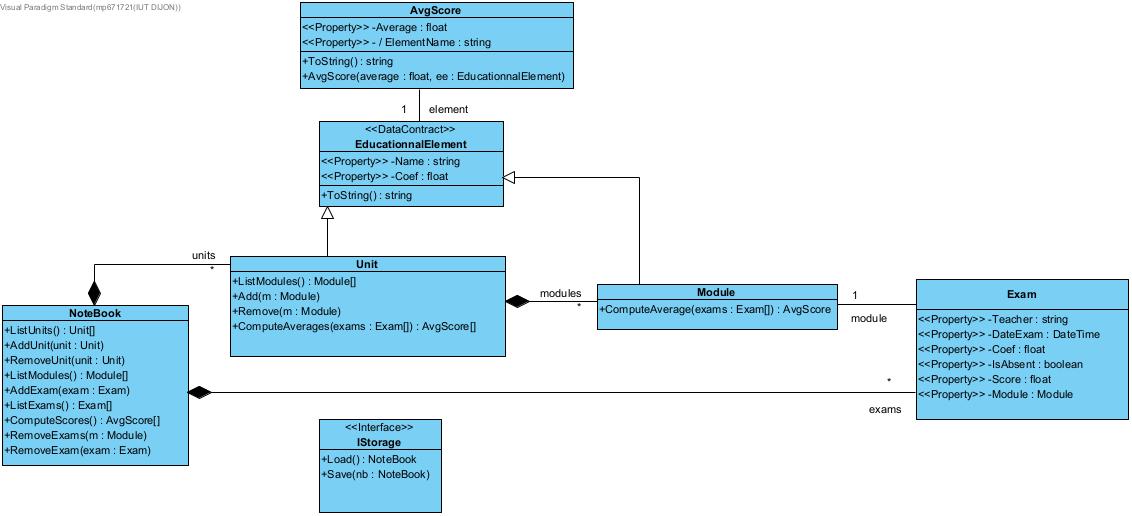 Visual Paradigm Standard(mp671721(IUT DIJON))
AvgScore
<<Property>> -Average : float
<<Property>> - / ElementName : string
+ToString() : string
+AvgScore(average : float, ee : EducationnalElement)
1 element
<<DataContract>>
EducationnalElement
<<Property>> -Name : string
<<Property>> -Coef : float
+ToString() : string
units
*
Unit
+ListModules() : Module[]
+Add(m : Module)
+Remove(m : Module)
+ComputeAverages(exams : Exam[]) : AvgScore[]
modules
*
Module
+ComputeAverage(exams : Exam[]) : AvgScore
1
module
Exam
<<Property>> -Teacher : string
<<Property>> -DateExam : DateTime
<<Property>> -Coef : float
<<Property>> -IsAbsent : boolean
<<Property>> -Score : float
<<Property>> -Module : Module
NoteBook
+ListUnits() : Unit[]
+AddUnit(unit : Unit)
+RemoveUnit(unit : Unit)
+ListModules() : Module[]
+AddExam(exam : Exam)
+ListExams() : Exam[]
+ComputeScores() : AvgScore[]
+RemoveExams(m : Module)
+RemoveExam(exam : Exam)
*
exams
<<Interface>>
IStorage
+Load() : NoteBook
+Save(nb : NoteBook)